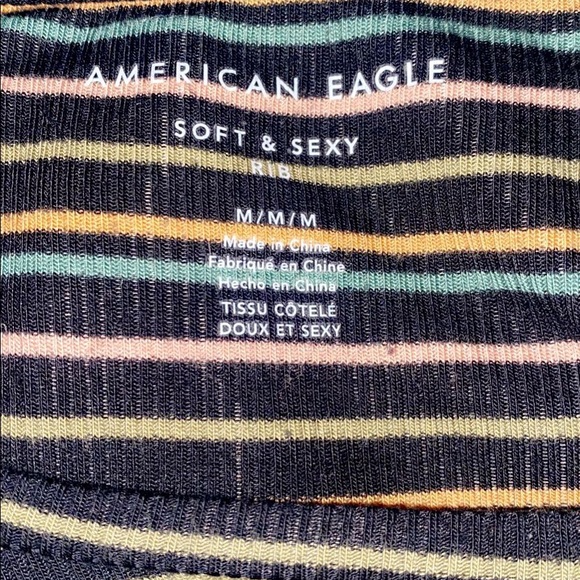 AMERICAN EAGLE
SOFT & SEXY
RIB
M/M/M
Made in China
Fabriqué en Chine
Hecho en China
TISSU CÔTELÉ
DOUX ET SEXY